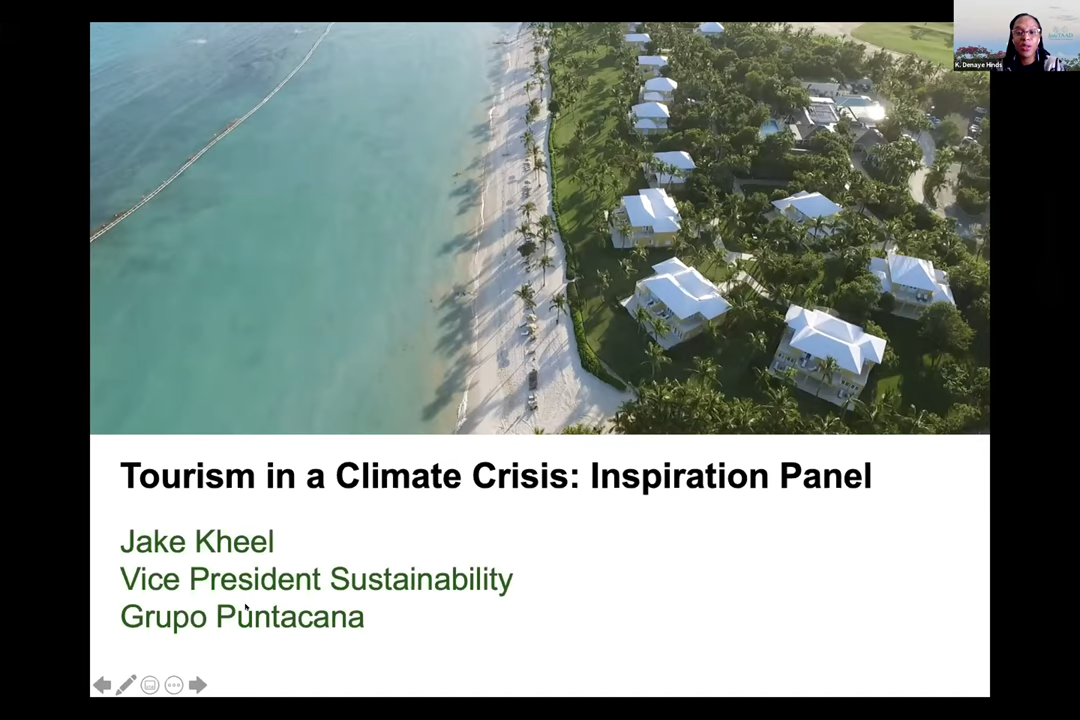 K. Denaye Hinds
Tourism in a Climate Crisis: Inspiration Panel
Jake Kheel
Vice President Sustainability
Grupo Puntacana